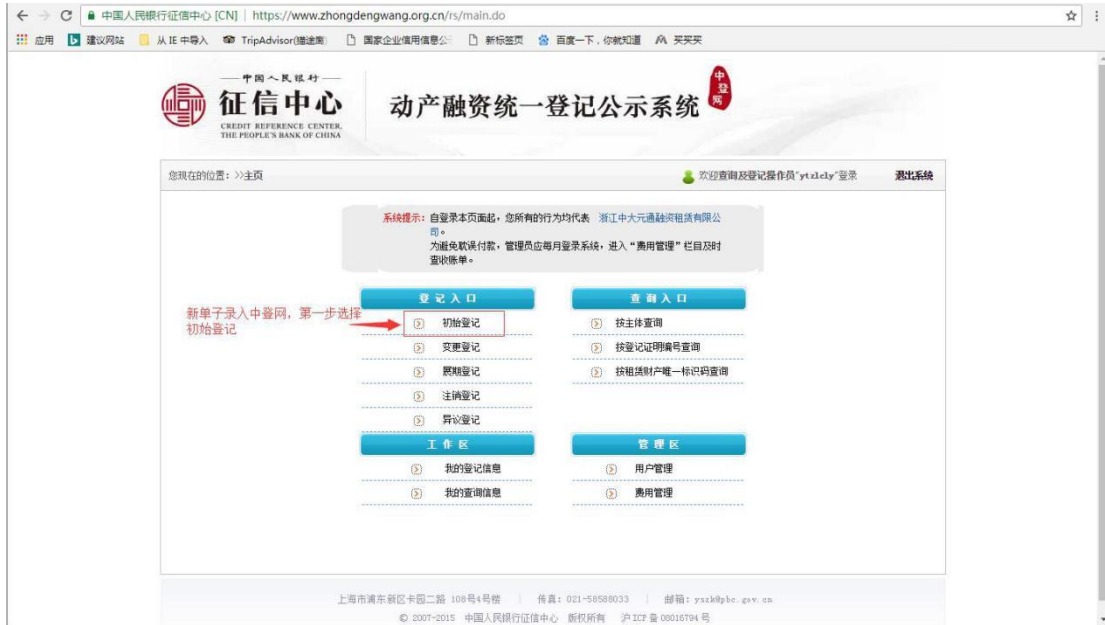 中国人民银行征信中心 [CN] | https://www.zhongdengwang.org.cn/rs/main.do
应用 建议网站 从 IE 中导入 TripAdvisor(猫途鹰) 国家企业信用信息公 新标签页 百度一下，你就知道 买买买
中国人民银行
征信中心
CREDIT REFERENCE CENTER,
THE PEOPLE'S BANK OF CHINA
动产融资统一登记公示系统
中登网
您现在的位置：>>主页
欢迎查询及登记操作员"ytzlcly"登录 退出系统
系统提示：自登录本页面起，您所有的行为均代表 浙江中大元通融资租赁有限公
司。
为避免耽误付款，管理员应每月登录系统，进入“费用管理”栏目及时
查收账单。
登记入口 查询入口
新单子录入中登网，第一步选择
初始登记
初始登记 按主体查询
变更登记 按登记证明编号查询
展期登记 按租赁财产唯一标识码查询
注销登记
异议登记
工作区 管理区
我的登记信息 用户管理
我的查询信息 费用管理
上海市浦东新区卡园二路 108号4号楼 | 传真：021-58588033 | 邮箱：yszk@pbc.gov.cn
© 2007-2015 中国人民银行征信中心 版权所有 沪 ICP 备 08016794 号